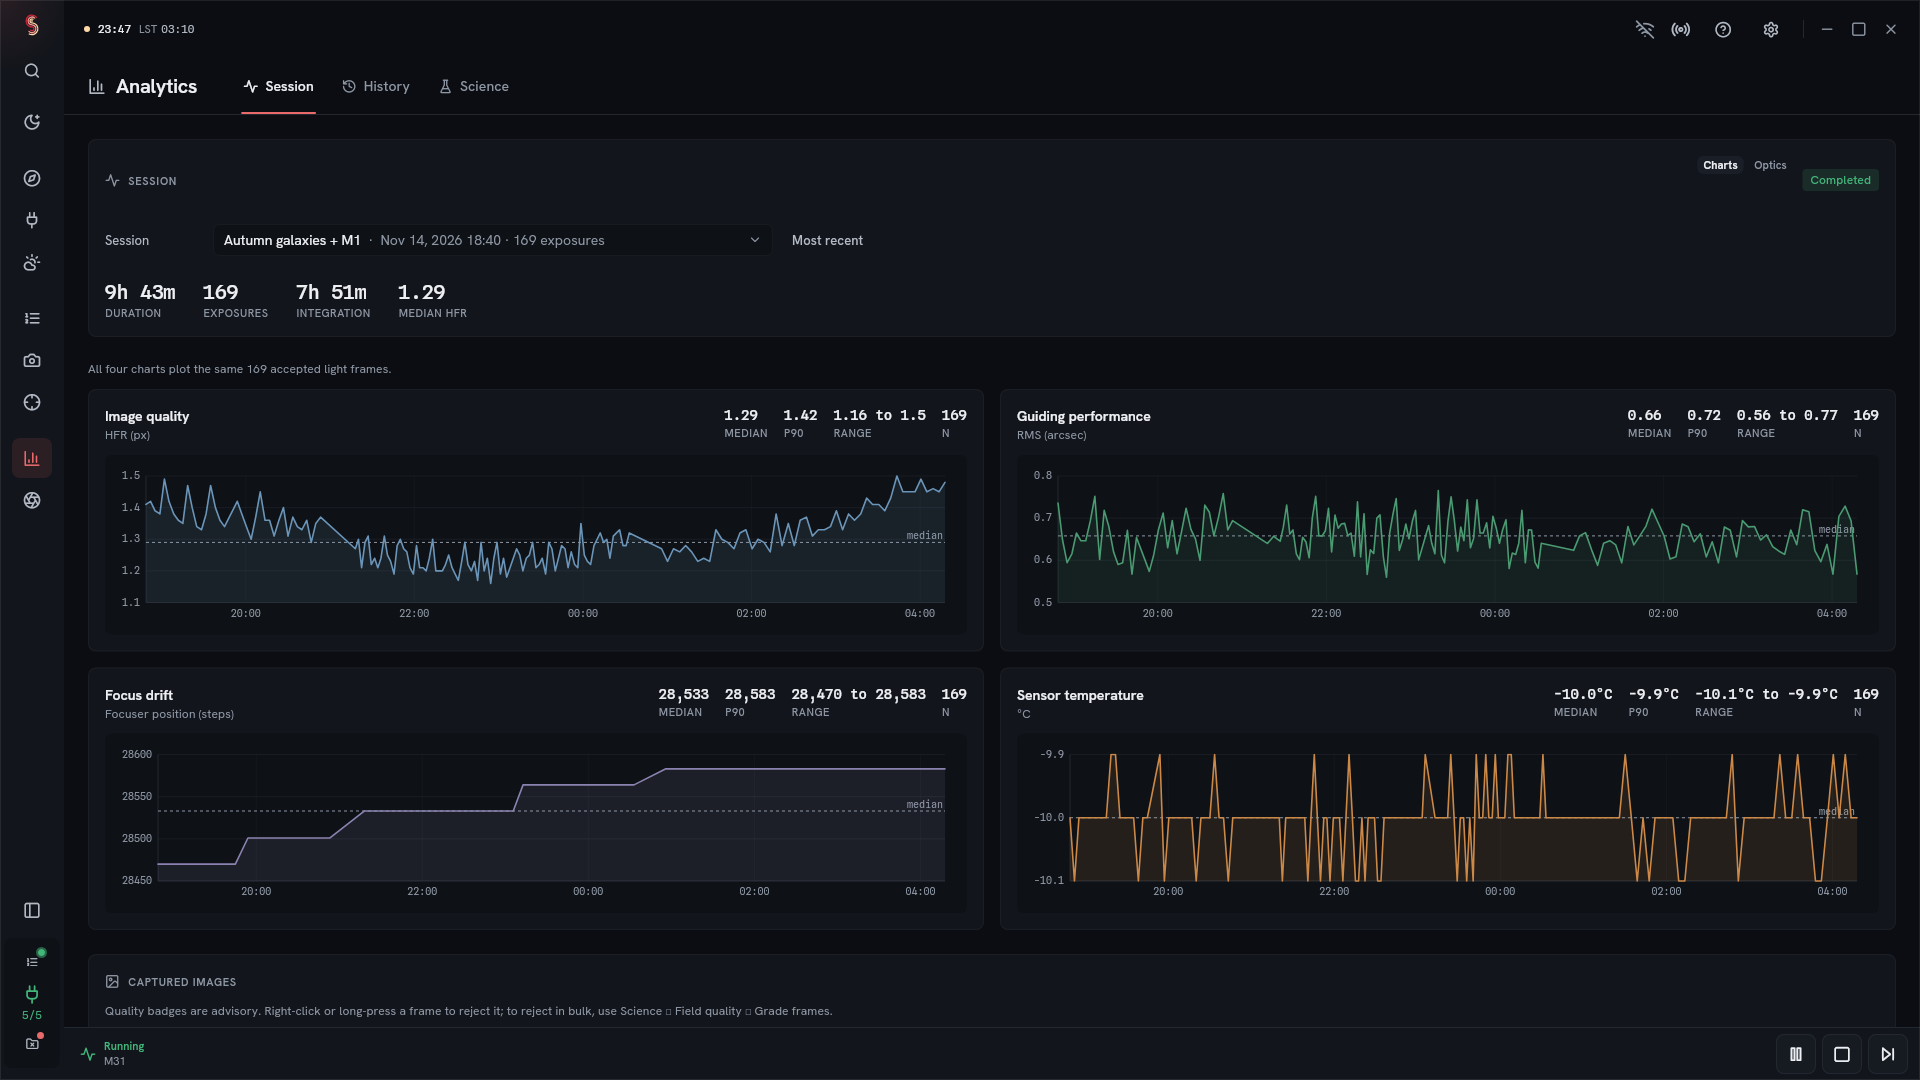 23:47 LST 03:10
Analytics
Session
History
Science
SESSION
Charts
Optics
Completed
Session
Autumn galaxies + M1 · Nov 14, 2026 18:40 · 169 exposures
Most recent
9h 43m
DURATION
169
EXPOSURES
7h 51m
INTEGRATION
1.29
MEDIAN HFR
All four charts plot the same 169 accepted light frames.
Image quality
HFR (px)
1.29
MEDIAN
1.42
P90
1.16 to 1.5
RANGE
169
N
1.5
1.4
1.3
1.2
1.1
median
20:00
22:00
00:00
02:00
04:00
Guiding performance
RMS (arcsec)
0.66
MEDIAN
0.72
P90
0.56 to 0.77
RANGE
169
N
0.8
0.7
0.6
0.5
median
20:00
22:00
00:00
02:00
04:00
Focus drift
Focuser position (steps)
28,533
MEDIAN
28,583
P90
28,470 to 28,583
RANGE
169
N
28600
28550
28500
28450
median
20:00
22:00
00:00
02:00
04:00
Sensor temperature
°C
-10.0°C
MEDIAN
-9.9°C
P90
-10.1°C to -9.9°C
RANGE
169
N
-9.9
-10.0
-10.1
median
20:00
22:00
00:00
02:00
04:00
CAPTURED IMAGES
Quality badges are advisory. Right-click or long-press a frame to reject it; to reject in bulk, use Science ▯ Field quality ▯ Grade frames.
5/5
Running
M31